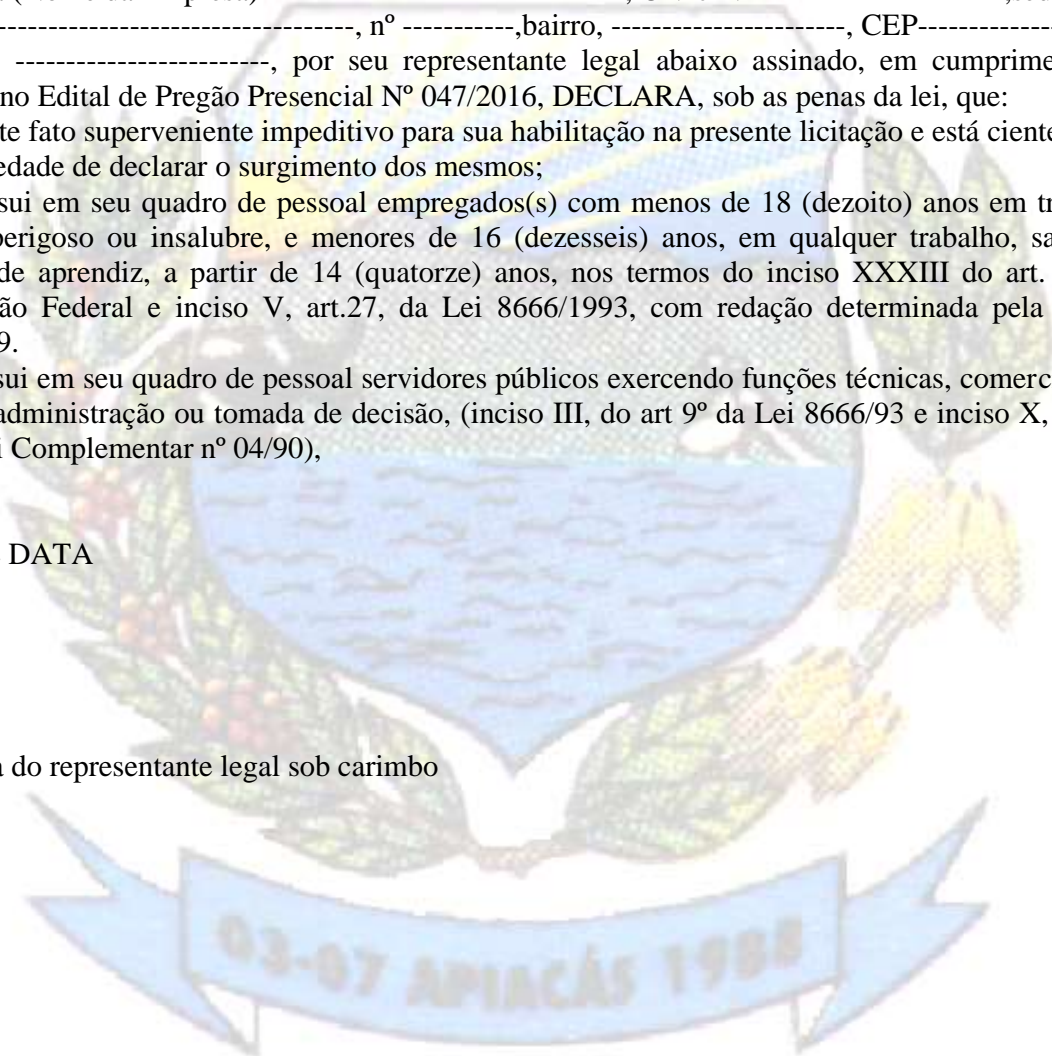 -----------------------------------, nº -----------,bairro, -----------------------, CEP---------------
-------------------------, por seu representante legal abaixo assinado, em
no Edital de Pregão Presencial Nº 047/2016, DECLARA, sob as penas da lei, que:
te fato superveniente impeditivo para sua habilitação na presente licitação e está ciente
edade de declarar o surgimento dos mesmos;
sui em seu quadro de pessoal empregados(s) com menos de 18 (dezoito) anos em
perigoso ou insalubre, e menores de 16 (dezesseis) anos, em qualquer trabalho,
de aprendiz, a partir de 14 (quatorze) anos, nos termos do inciso XXXIII do art.
ão Federal e inciso V, art.27, da Lei 8666/1993, com redação determinada pela
9.
sui em seu quadro de pessoal servidores públicos exercendo funções técnicas,
administração ou tomada de decisão, (inciso III, do art 9º da Lei 8666/93 e inciso X,
i Complementar nº 04/90),
DATA
a do representante legal sob carimbo
03-07 APIACÁS 1988